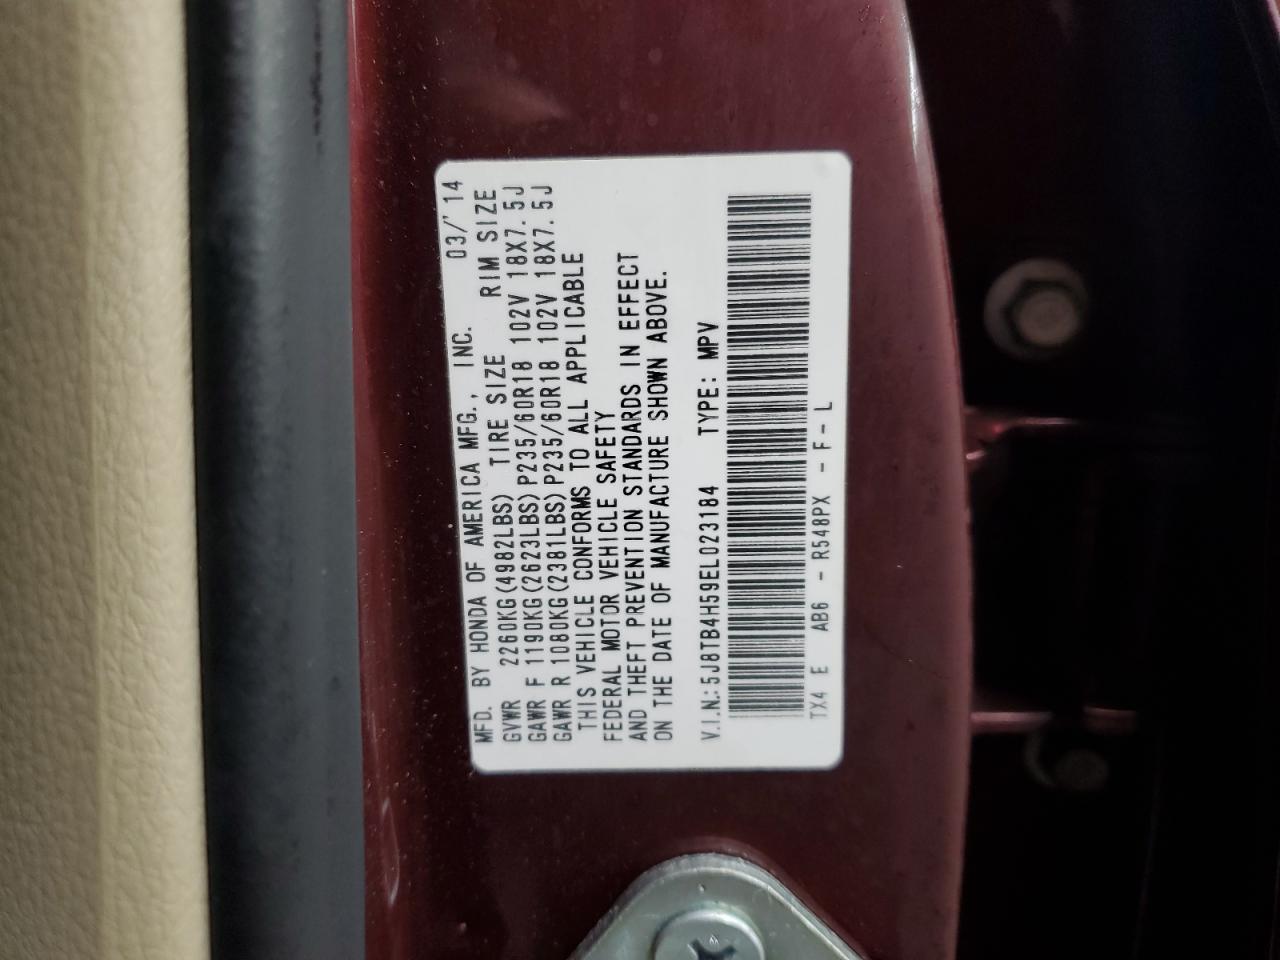 MFD. BY HONDA OF AMERICA MFG., INC. 03/'14
GVWR 2260KG(4982LBS) TIRE SIZE RIM SIZE
GAWR F 1190KG(2623LBS)P235/60R18 102V 18X7.5J
GAWR R 1080KG(2381LBS)P235/60R18 102V 18X7.5J
THIS VEHICLE CONFORMS TO ALL APPLICABLE
FEDERAL MOTOR VEHICLE SAFETY
AND THEFT PREVENTION STANDARDS IN EFFECT
ON THE DATE OF MANUFACTURE SHOWN ABOVE.
V.I.N.:5J8TB4H59EL023184 TYPE: MPV
TX4 E AB6 - R548PX - F-L